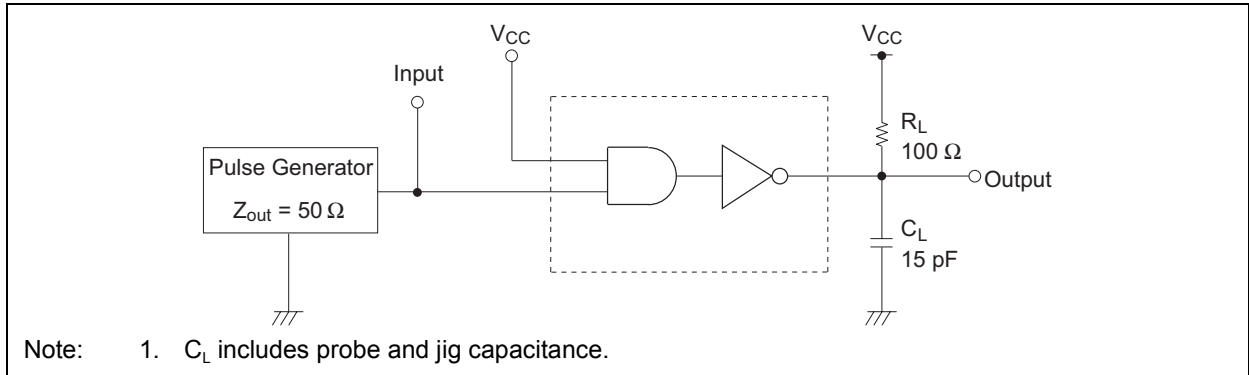 VCC
VCC
Input
RL
100 Ω
Pulse Generator
Zout = 50 Ω
Output
CL
15 pF
Note: 1. CL includes probe and jig capacitance.